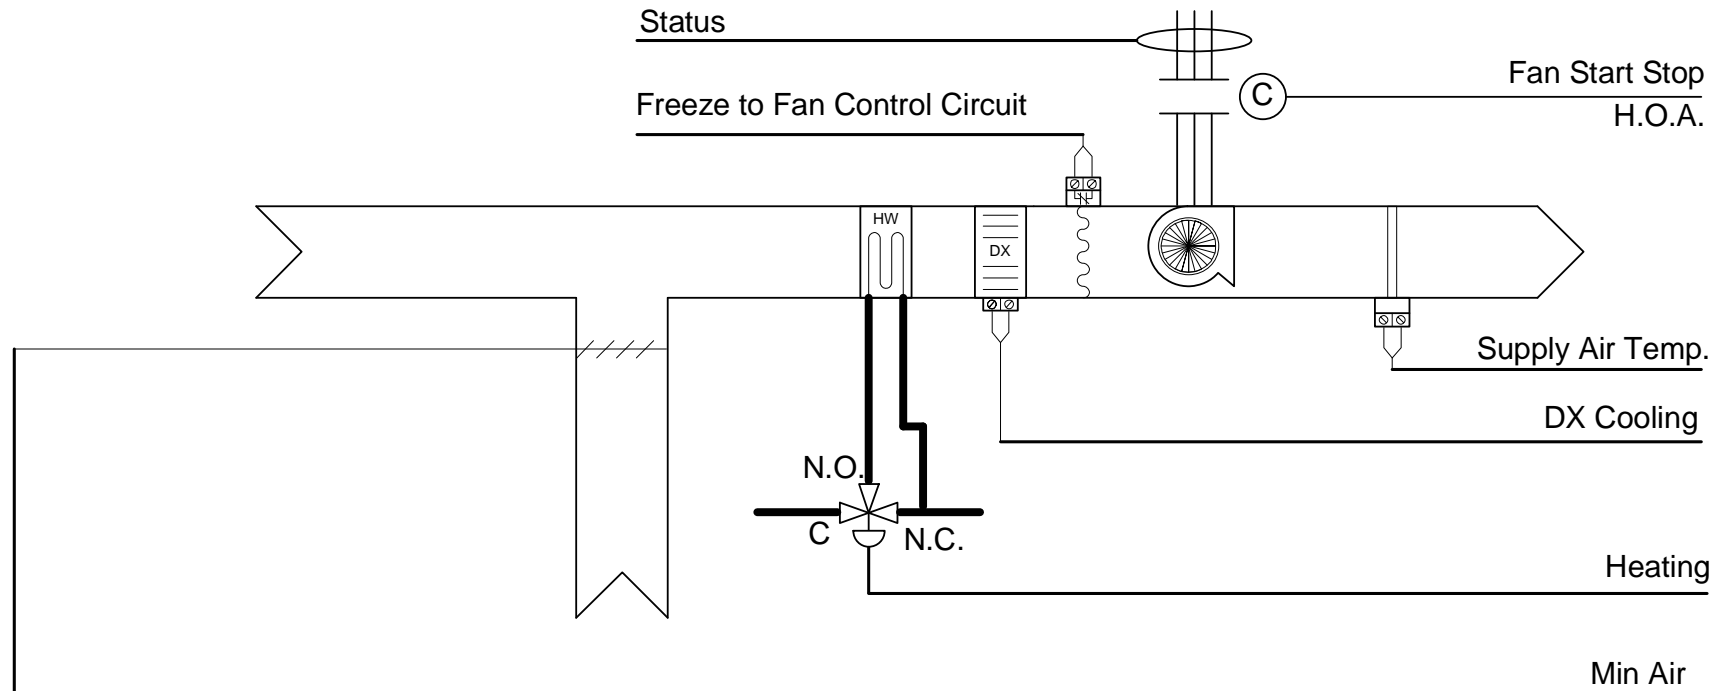 Status
Fan Start Stop
C
H.O.A.
Freeze to Fan Control Circuit
HW
DX
Supply Air Temp.
DX Cooling
N.O.
C
N.C.
Heating
Min Air